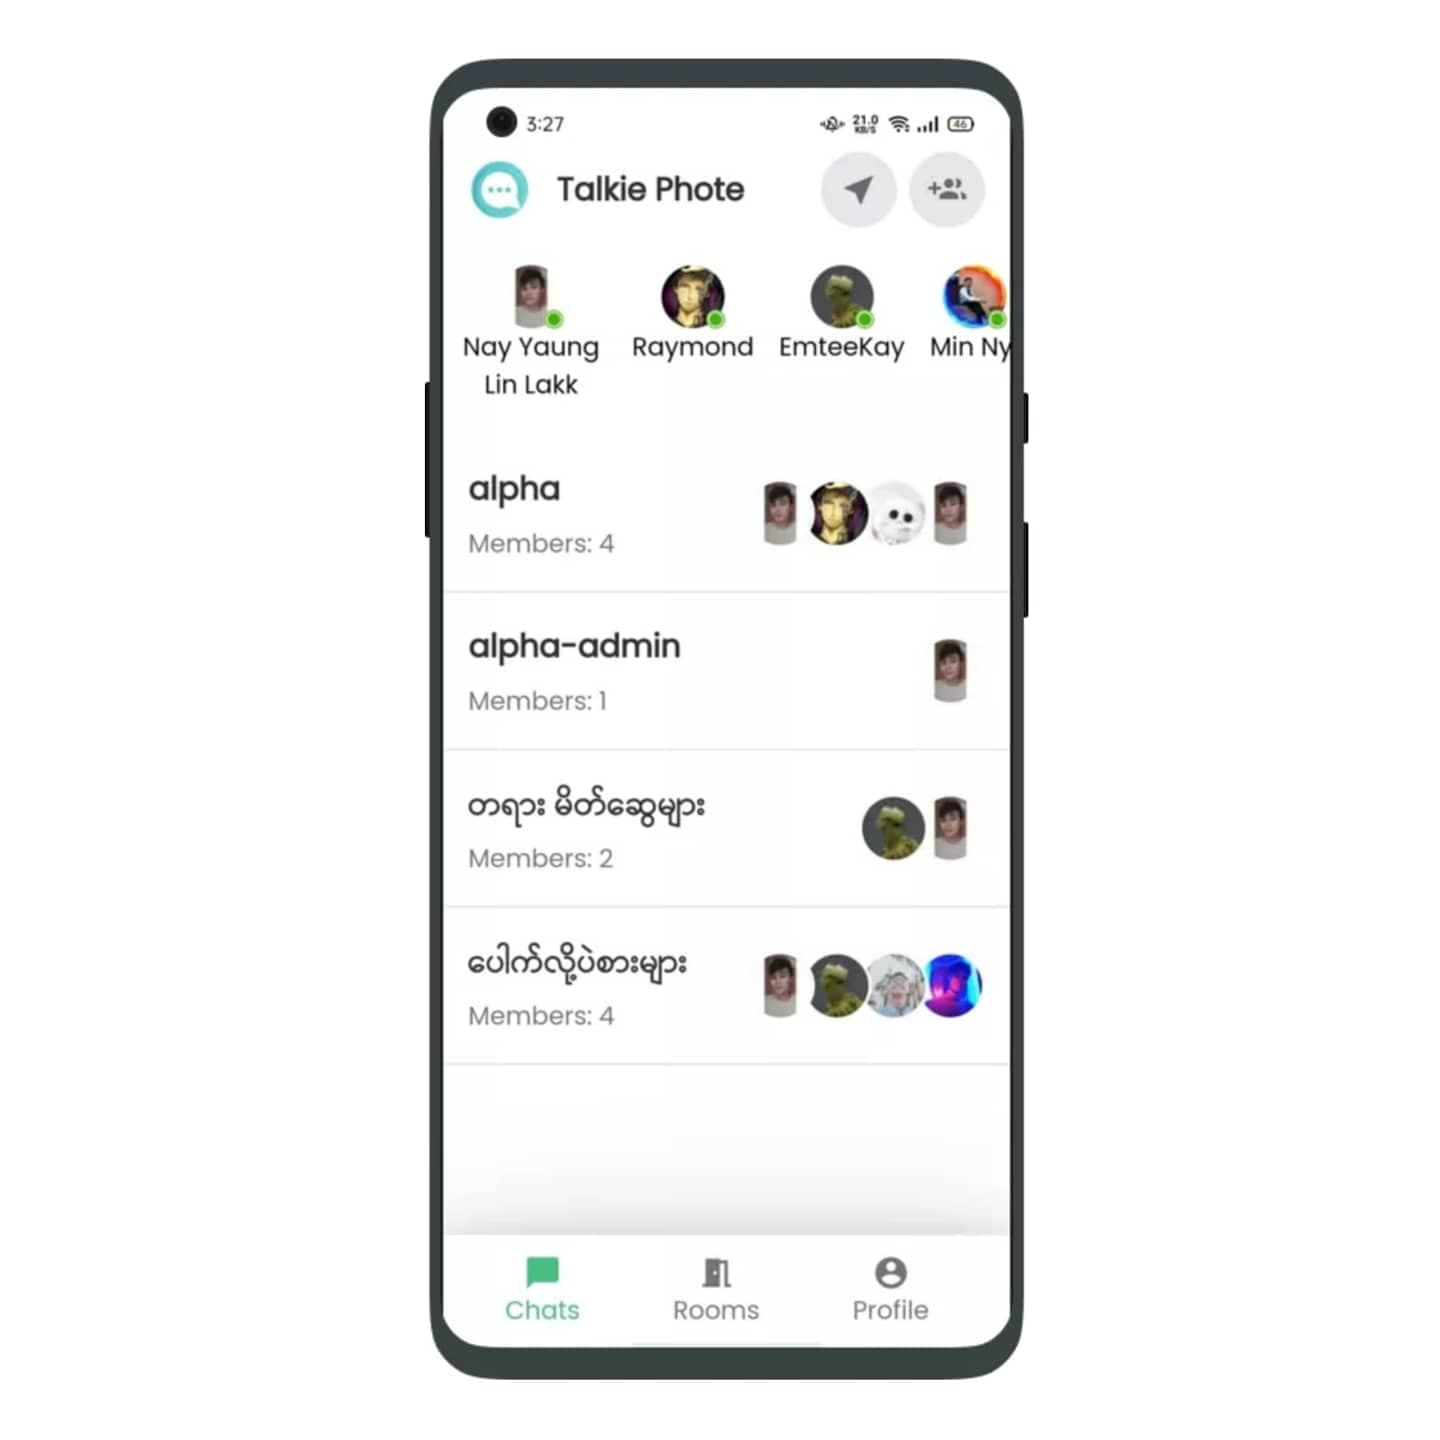 3:27
21.0
KB/S
46
Talkie Phote
Nay Yaung
Lin Lakk
Raymond
EmteeKay
Min Ny
alpha
Members: 4
alpha-admin
Members: 1
တရား မိတ်ဆွေများ
Members: 2
ပေါက်လို့ပဲစားများ
Members: 4
Chats
Rooms
Profile